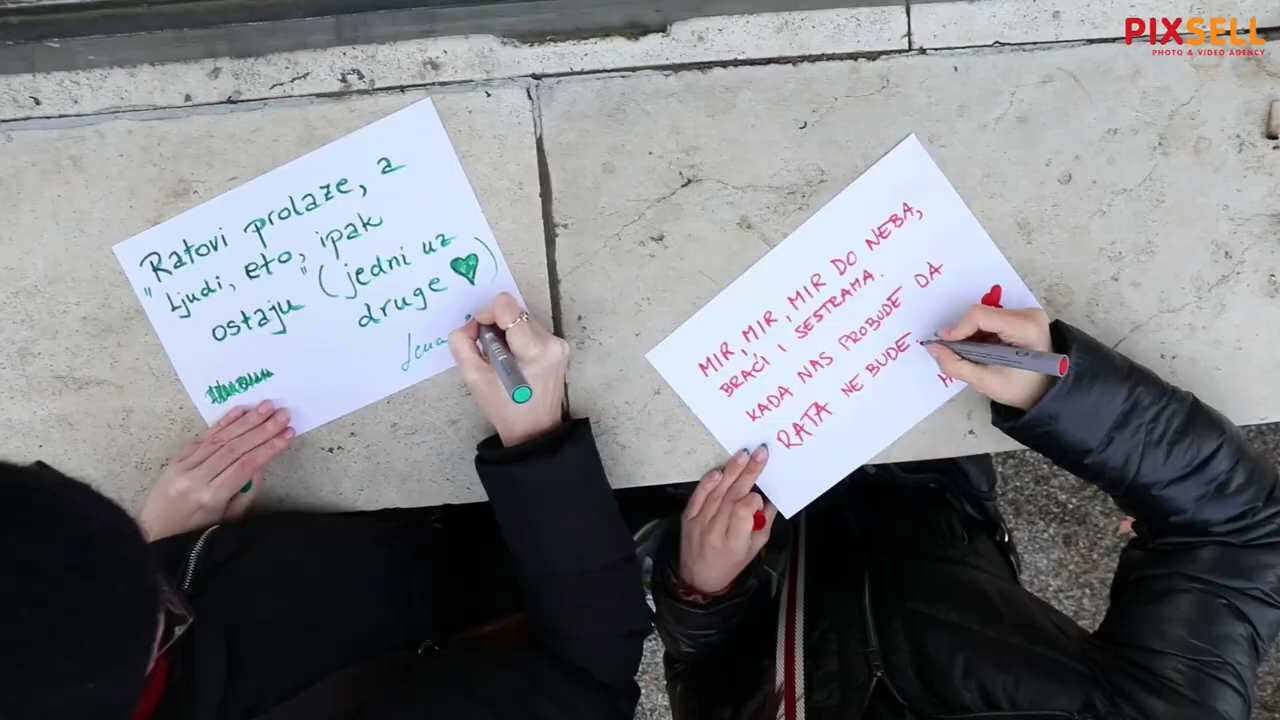 PIXSELL
PHOTO & VIDEO AGENCY
"Ratovi prolaze, a
ljudi, eto", ipak
ostaju (jedni uz
druge ♥)
MIR, MIR, MIR DO NEBA,
BRAĆI I SESTRAMA.
KADA NAS PROBUDE DA
RATA NE BUDE.